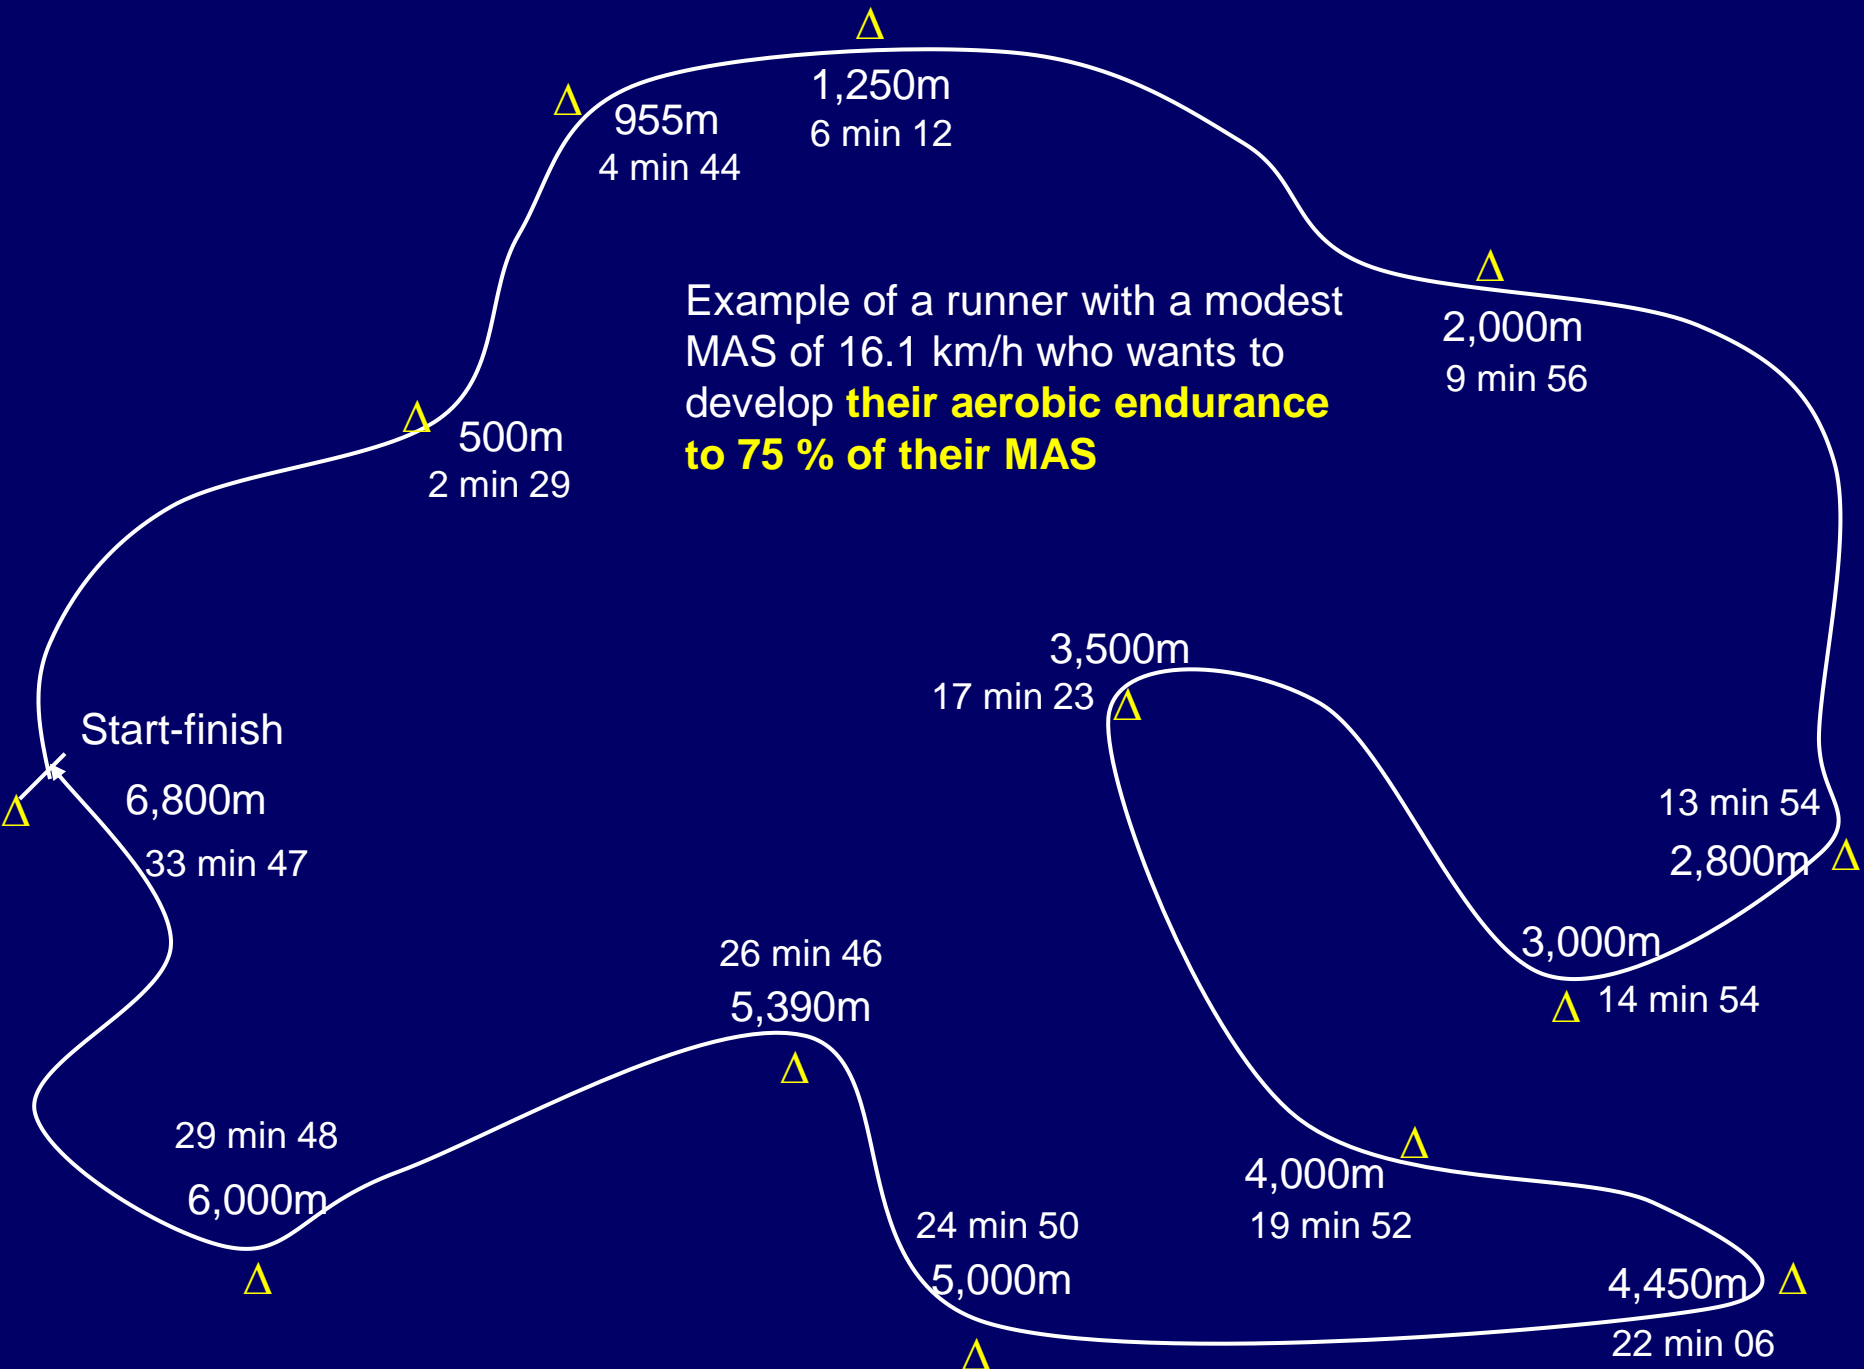 Δ
1,250m
6 min 12
Δ
955m
4 min 44
Δ
2,000m
9 min 56
Example of a runner with a modest
MAS of 16.1 km/h who wants to
develop their aerobic endurance
to 75 % of their MAS
Δ
500m
2 min 29
3,500m
17 min 23
Δ
Start-finish
Δ
6,800m
33 min 47
13 min 54
2,800m
Δ
3,000m
Δ
14 min 54
26 min 46
5,390m
Δ
29 min 48
6,000m
Δ
Δ
4,000m
19 min 52
24 min 50
5,000m
Δ
4,450m
Δ
22 min 06